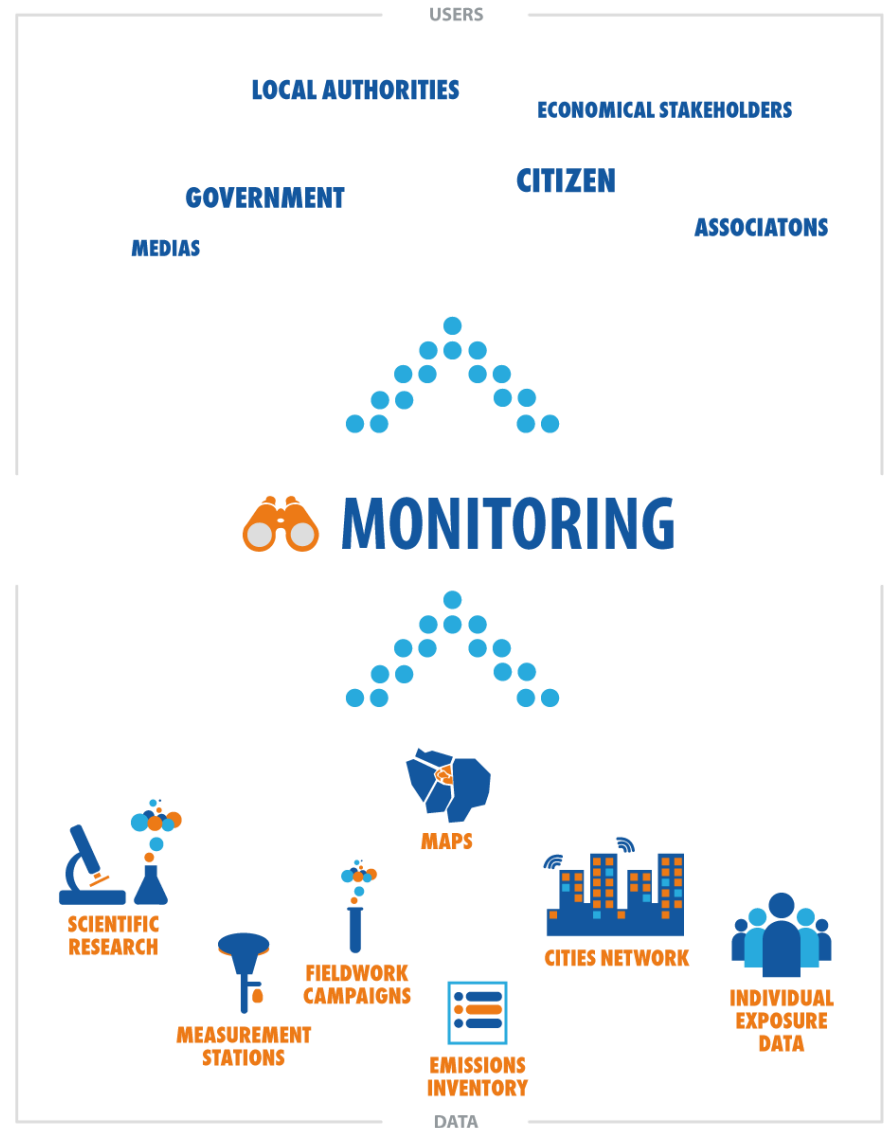 USERS
LOCAL AUTHORITIES
ECONOMICAL STAKEHOLDERS
CITIZEN
GOVERNMENT
ASSOCIATONS
MEDIAS
MONITORING
MAPS
SCIENTIFIC
RESEARCH
CITIES NETWORK
FIELDWORK
CAMPAIGNS
INDIVIDUAL
EXPOSURE
DATA
MEASUREMENT
STATIONS
EMISSIONS
INVENTORY
DATA